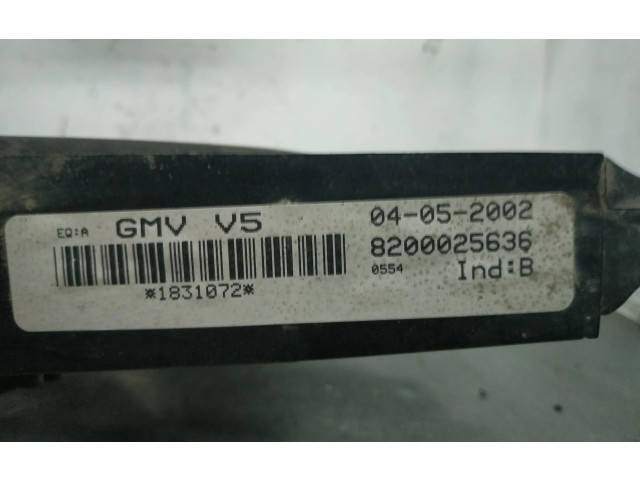 EQ:A GMV V5 04-05-2002
8200025636
*1831072* 0554 Ind:B